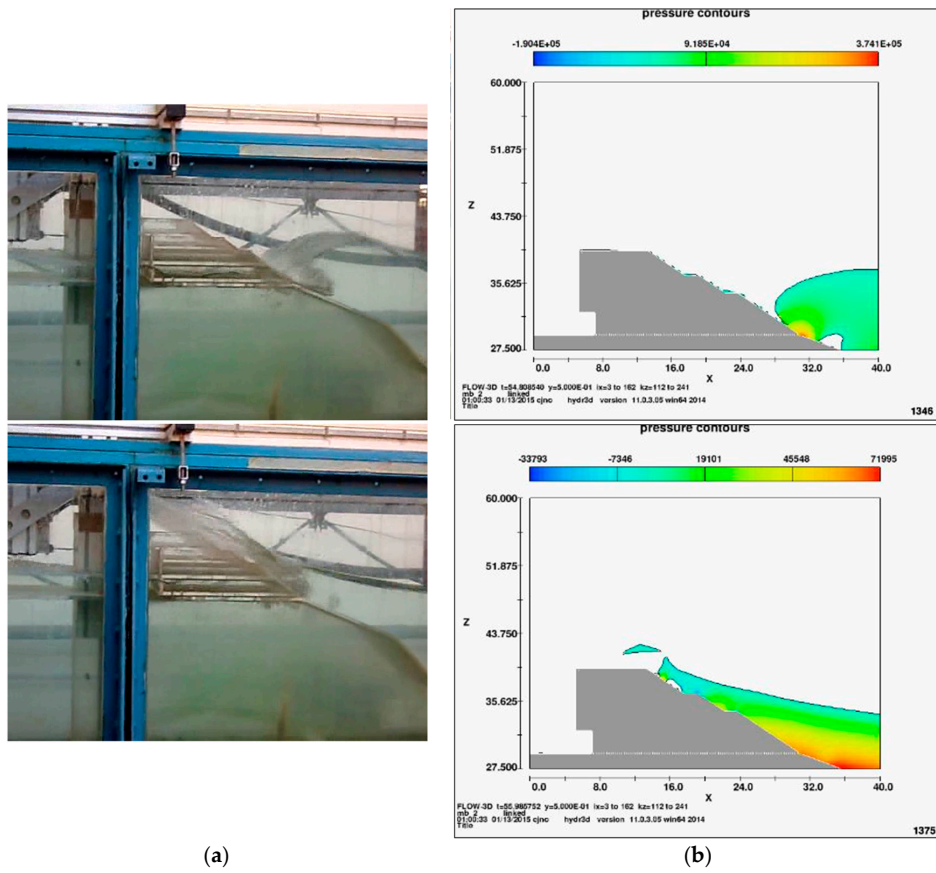 pressure contours
-1.904E+05 9.185E+04 3.741E+05
60.000
51.875
43.750
Z
35.625
27.500
0.0 8.0 16.0 24.0 32.0 40.0
X
FLOW-3D t=54.808540 y=5.000E-01 ix=3 to 162 kz=112 to 241
mb_2 linked
01:00:33 01/13/2015 cjnc hydr3d version 11.0.3.05 win64 2014
Title
1346
pressure contours
-33793 -7346 19101 45548 71995
60.000
51.875
43.750
Z
35.625
27.500
0.0 8.0 16.0 24.0 32.0 40.0
X
FLOW-3D t=55.985752 y=5.000E-01 ix=3 to 162 kz=112 to 241
mb_2 linked
01:00:33 01/13/2015 cjnc hydr3d version 11.0.3.05 win64 2014
Title
1375
(a) (b)